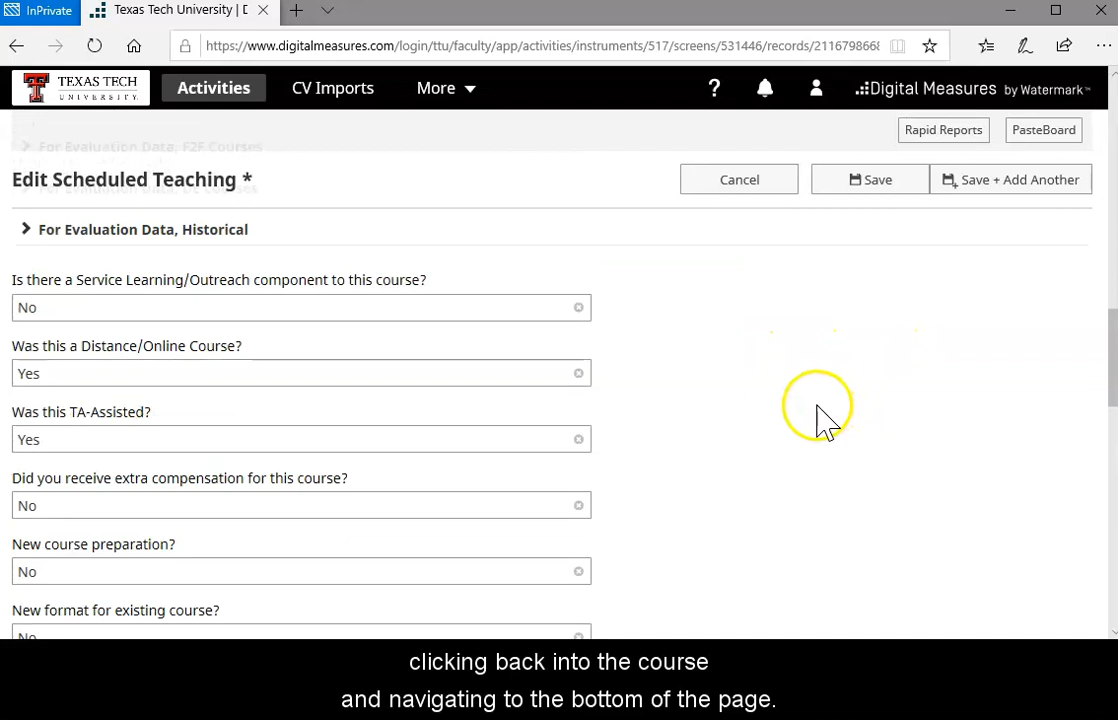 InPrivate
Texas Tech University | D
https://www.digitalmeasures.com/login/ttu/faculty/app/activities/instruments/517/screens/531446/records/2116798668
TEXAS TECH UNIVERSITY
Activities
CV Imports
More
?
Digital Measures by Watermark™
For Evaluation Data, F2F Courses
Rapid Reports
PasteBoard
Edit Scheduled Teaching *
Cancel
Save
Save + Add Another
For Evaluation Data, Historical
Is there a Service Learning/Outreach component to this course?
No
Was this a Distance/Online Course?
Yes
Was this TA-Assisted?
Yes
Did you receive extra compensation for this course?
No
New course preparation?
No
New format for existing course?
No
clicking back into the course
and navigating to the bottom of the page.